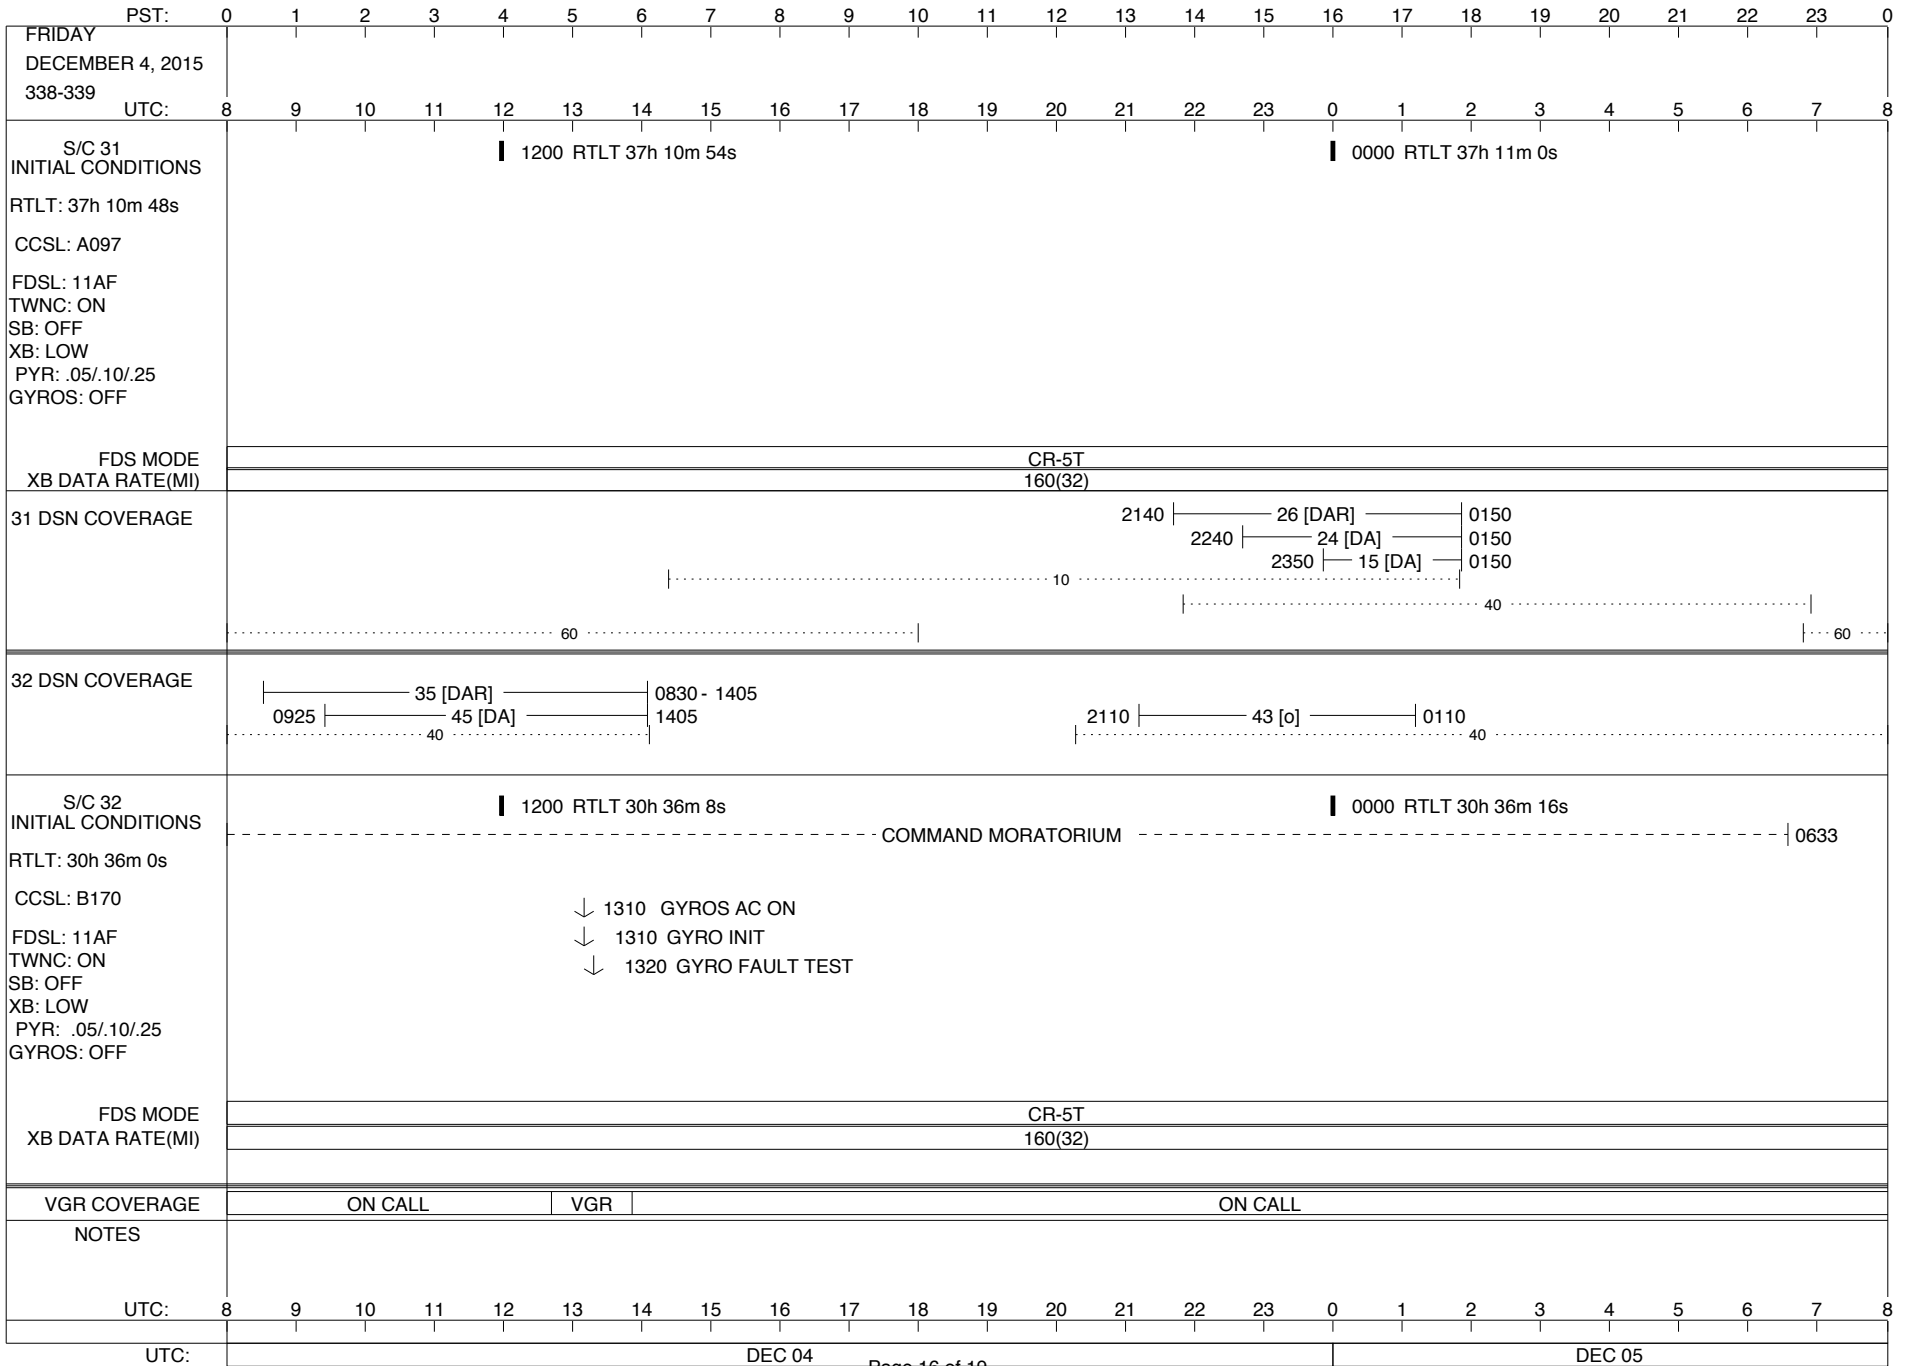 PST: 0 1 2 3 4 5 6 7 8 9 10 11 12 13 14 15 16 17 18 19 20 21 22 23 0
FRIDAY
DECEMBER 4, 2015
338-339
UTC: 8 9 10 11 12 13 14 15 16 17 18 19 20 21 22 23 0 1 2 3 4 5 6 7 8
S/C 31
INITIAL CONDITIONS
1200 RTLT 37h 10m 54s
0000 RTLT 37h 11m 0s
RTLT: 37h 10m 48s
CCSL: A097
FDSL: 11AF
TWNC: ON
SB: OFF
XB: LOW
PYR: .05/.10/.25
GYROS: OFF
FDS MODE CR-5T
XB DATA RATE(MI) 160(32)
31 DSN COVERAGE
2140 26 [DAR] 0150
2240 24 [DA] 0150
2350 15 [DA] 0150
10
40
60 60
32 DSN COVERAGE
35 [DAR] 0830 - 1405
0925 45 [DA] 1405
2110 43 [o] 0110
40 40
S/C 32
INITIAL CONDITIONS
1200 RTLT 30h 36m 8s
0000 RTLT 30h 36m 16s
COMMAND MORATORIUM 0633
RTLT: 30h 36m 0s
CCSL: B170
1310 GYROS AC ON
1310 GYRO INIT
1320 GYRO FAULT TEST
FDSL: 11AF
TWNC: ON
SB: OFF
XB: LOW
PYR: .05/.10/.25
GYROS: OFF
FDS MODE CR-5T
XB DATA RATE(MI) 160(32)
VGR COVERAGE ON CALL VGR ON CALL
NOTES
UTC: 8 9 10 11 12 13 14 15 16 17 18 19 20 21 22 23 0 1 2 3 4 5 6 7 8
UTC: DEC 04 DEC 05
Page 16 of 19